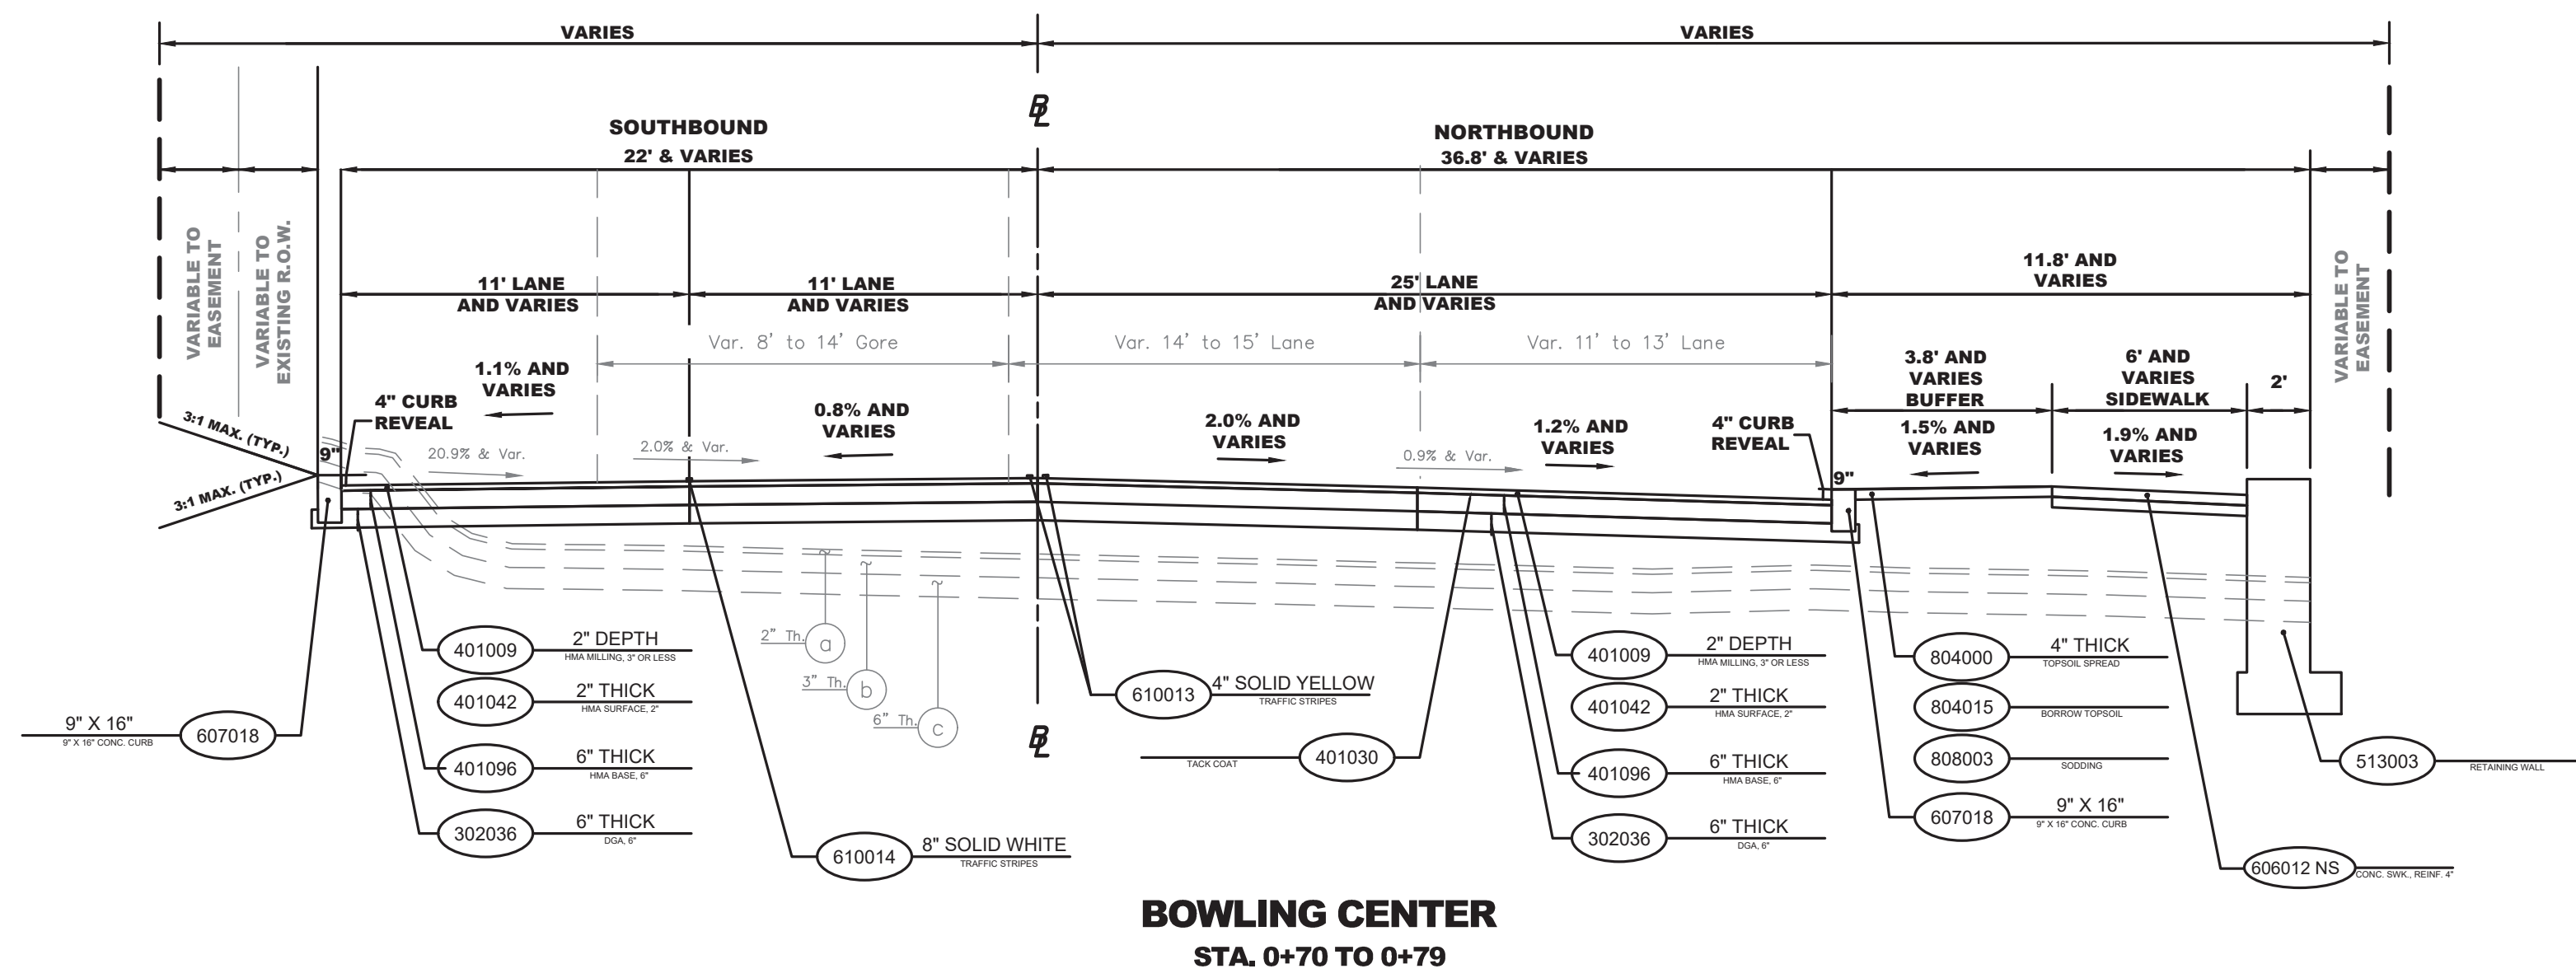 VARIES
VARIES
BL
SOUTHBOUND
22' & VARIES
NORTHBOUND
36.8' & VARIES
VARIABLE TO
EASEMENT
VARIABLE TO
EXISTING R.O.W.
11' LANE
AND VARIES
11' LANE
AND VARIES
25' LANE
AND VARIES
11.8' AND
VARIES
VARIABLE TO
EASEMENT
Var. 8' to 14' Gore
Var. 14' to 15' Lane
Var. 11' to 13' Lane
3.8' AND
VARIES
BUFFER
6' AND
VARIES
SIDEWALK
2'
1.1% AND
VARIES
4" CURB
REVEAL
0.8% AND
VARIES
2.0% AND
VARIES
1.2% AND
VARIES
4" CURB
REVEAL
1.5% AND
VARIES
1.9% AND
VARIES
3:1 MAX. (TYP.)
9"
20.9% & Var.
2.0% & Var.
0.9% & Var.
9"
3:1 MAX. (TYP.)
9" X 16"
9" X 16" CONC. CURB
607018
401009
2" DEPTH
HMA MILLING, 3" OR LESS
401042
2" THICK
HMA SURFACE, 2"
401096
6" THICK
HMA BASE, 6"
302036
6" THICK
DGA, 6"
2" Th.
a
3" Th.
b
6" Th.
c
610014
8" SOLID WHITE
TRAFFIC STRIPES
610013
4" SOLID YELLOW
TRAFFIC STRIPES
BL
TACK COAT
401030
401009
2" DEPTH
HMA MILLING, 3" OR LESS
401042
2" THICK
HMA SURFACE, 2"
401096
6" THICK
HMA BASE, 6"
302036
6" THICK
DGA, 6"
804000
4" THICK
TOPSOIL SPREAD
804015
BORROW TOPSOIL
808003
SODDING
607018
9" X 16"
9" X 16" CONC. CURB
513003
RETAINING WALL
606012 NS
CONC. SWK., REINF. 4"
BOWLING CENTER
STA. 0+70 TO 0+79